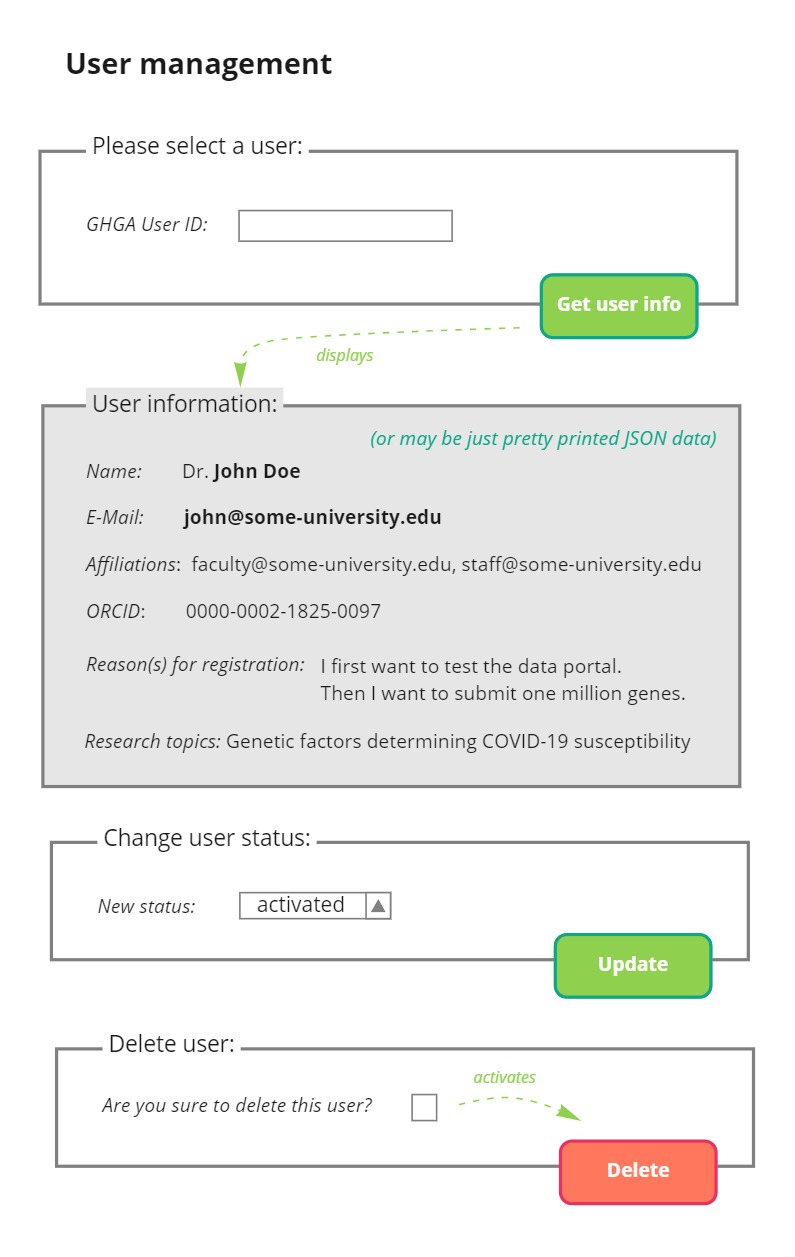 User management
Please select a user:
GHGA User ID:
Get user info
displays
User information:
(or may be just pretty printed JSON data)
Name: Dr. John Doe
E-Mail: john@some-university.edu
Affiliations: faculty@some-university.edu, staff@some-university.edu
ORCID: 0000-0002-1825-0097
Reason(s) for registration: I first want to test the data portal.
Then I want to submit one million genes.
Research topics: Genetic factors determining COVID-19 susceptibility
Change user status:
New status: activated
Update
Delete user:
activates
Are you sure to delete this user?
Delete